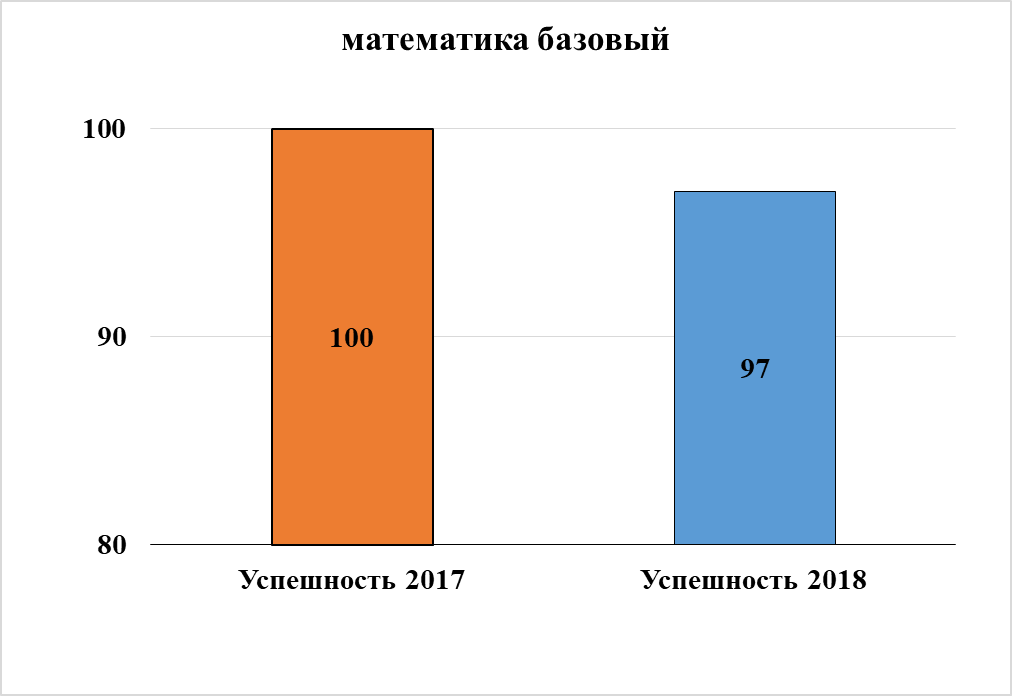 математика базовый
100
90
80
100
97
Успешность 2017
Успешность 2018